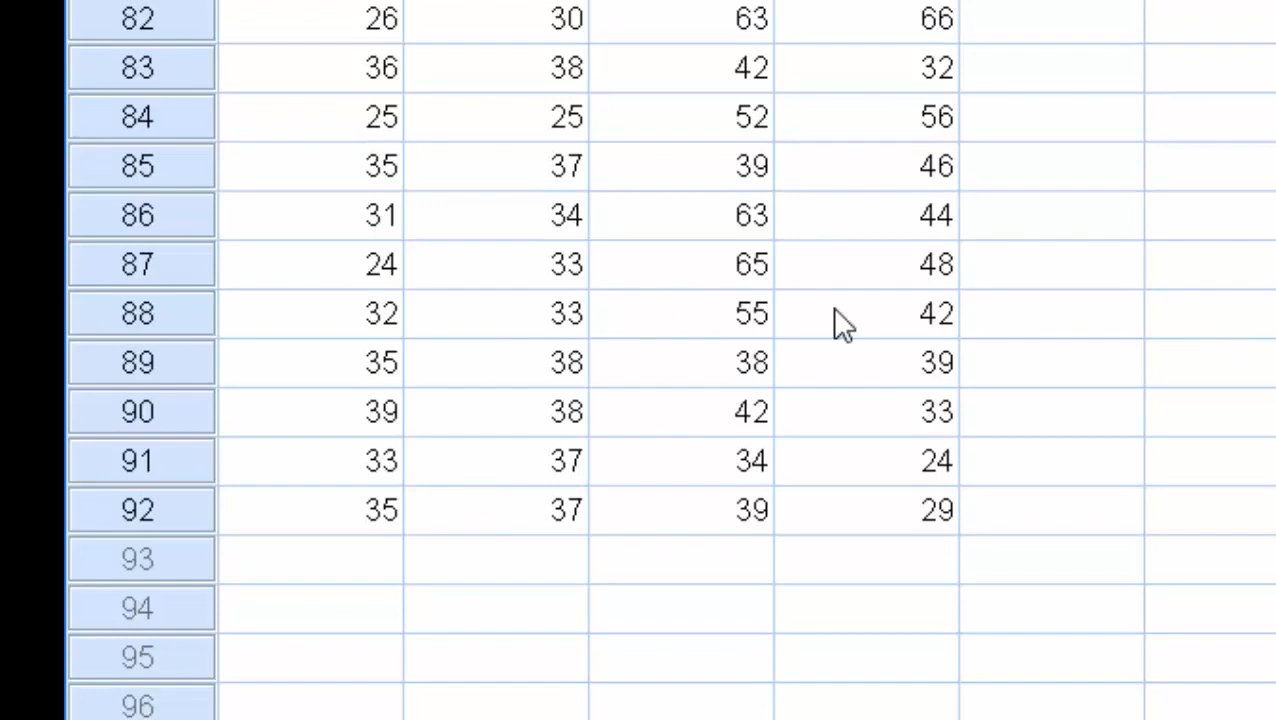 82 26 30 63 66
83 36 38 42 32
84 25 25 52 56
85 35 37 39 46
86 31 34 63 44
87 24 33 65 48
88 32 33 55 42
89 35 38 38 39
90 39 38 42 33
91 33 37 34 24
92 35 37 39 29
93
94
95
96